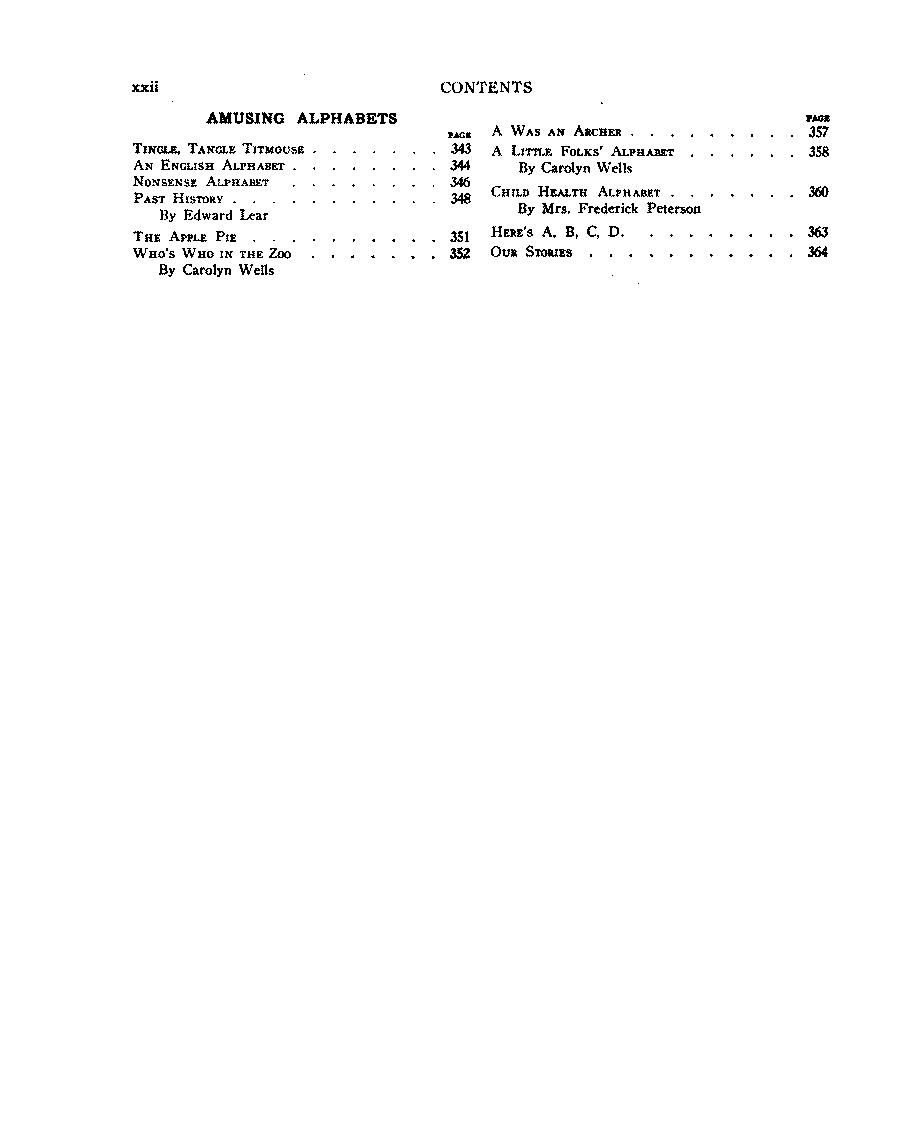 xxii CONTENTS
AMUSING ALPHABETS
PAGE
TINGLE, TANGLE TITMOUSE . . . . . . . 343
AN ENGLISH ALPHABET . . . . . . . . 344
NONSENSE ALPHABET . . . . . . . . 346
PAST HISTORY . . . . . . . . . . . 348
By Edward Lear
THE APPLE PIE . . . . . . . . . . 351
WHO'S WHO IN THE ZOO . . . . . . . 352
By Carolyn Wells
PAGE
A WAS AN ARCHER . . . . . . . . . 357
A LITTLE FOLKS' ALPHABET . . . . . . 358
By Carolyn Wells
CHILD HEALTH ALPHABET . . . . . . . 360
By Mrs. Frederick Peterson
HERE'S A, B, C, D. . . . . . . . . 363
OUR STORIES . . . . . . . . . . . 364